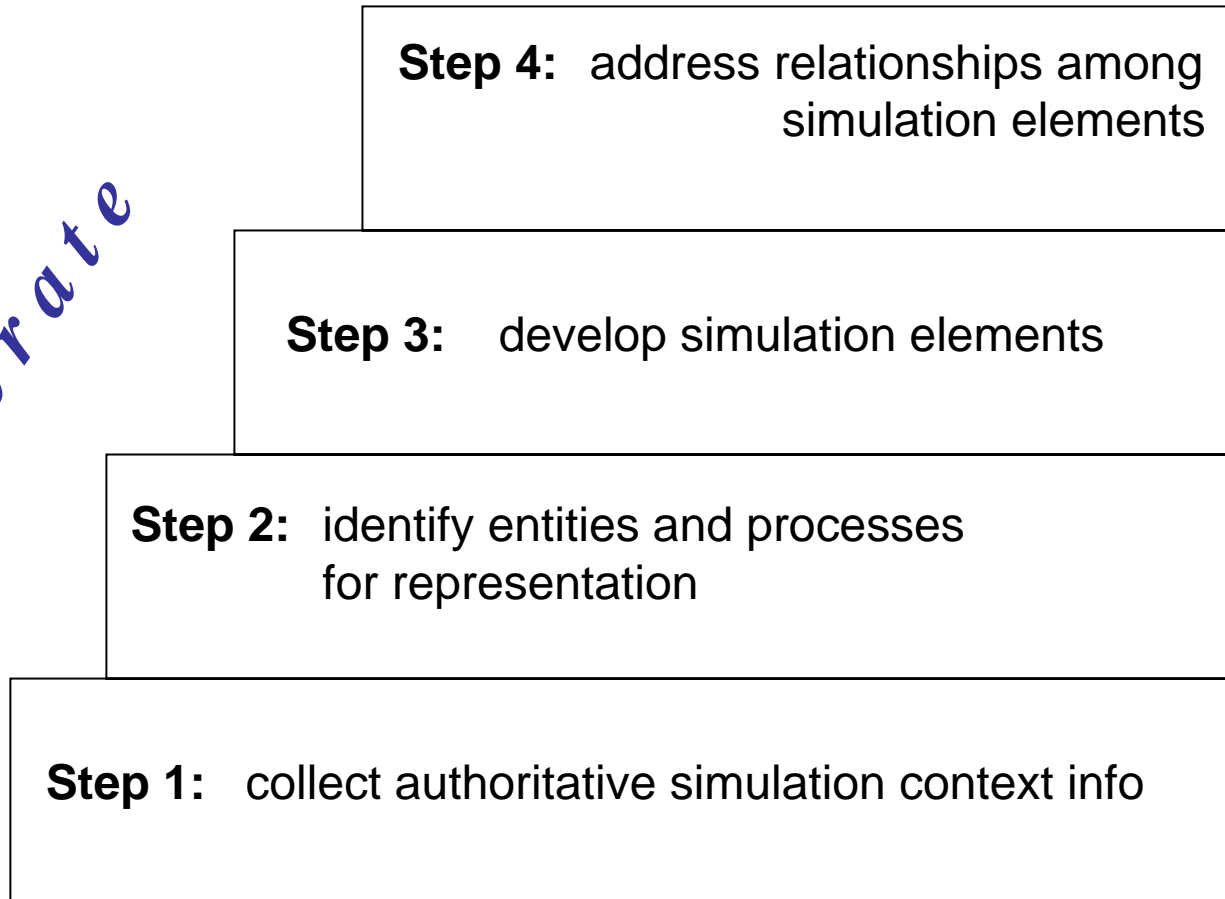 Step 4: address relationships among
simulation elements
Step 3: develop simulation elements
Step 2: identify entities and processes
for representation
Step 1: collect authoritative simulation context info